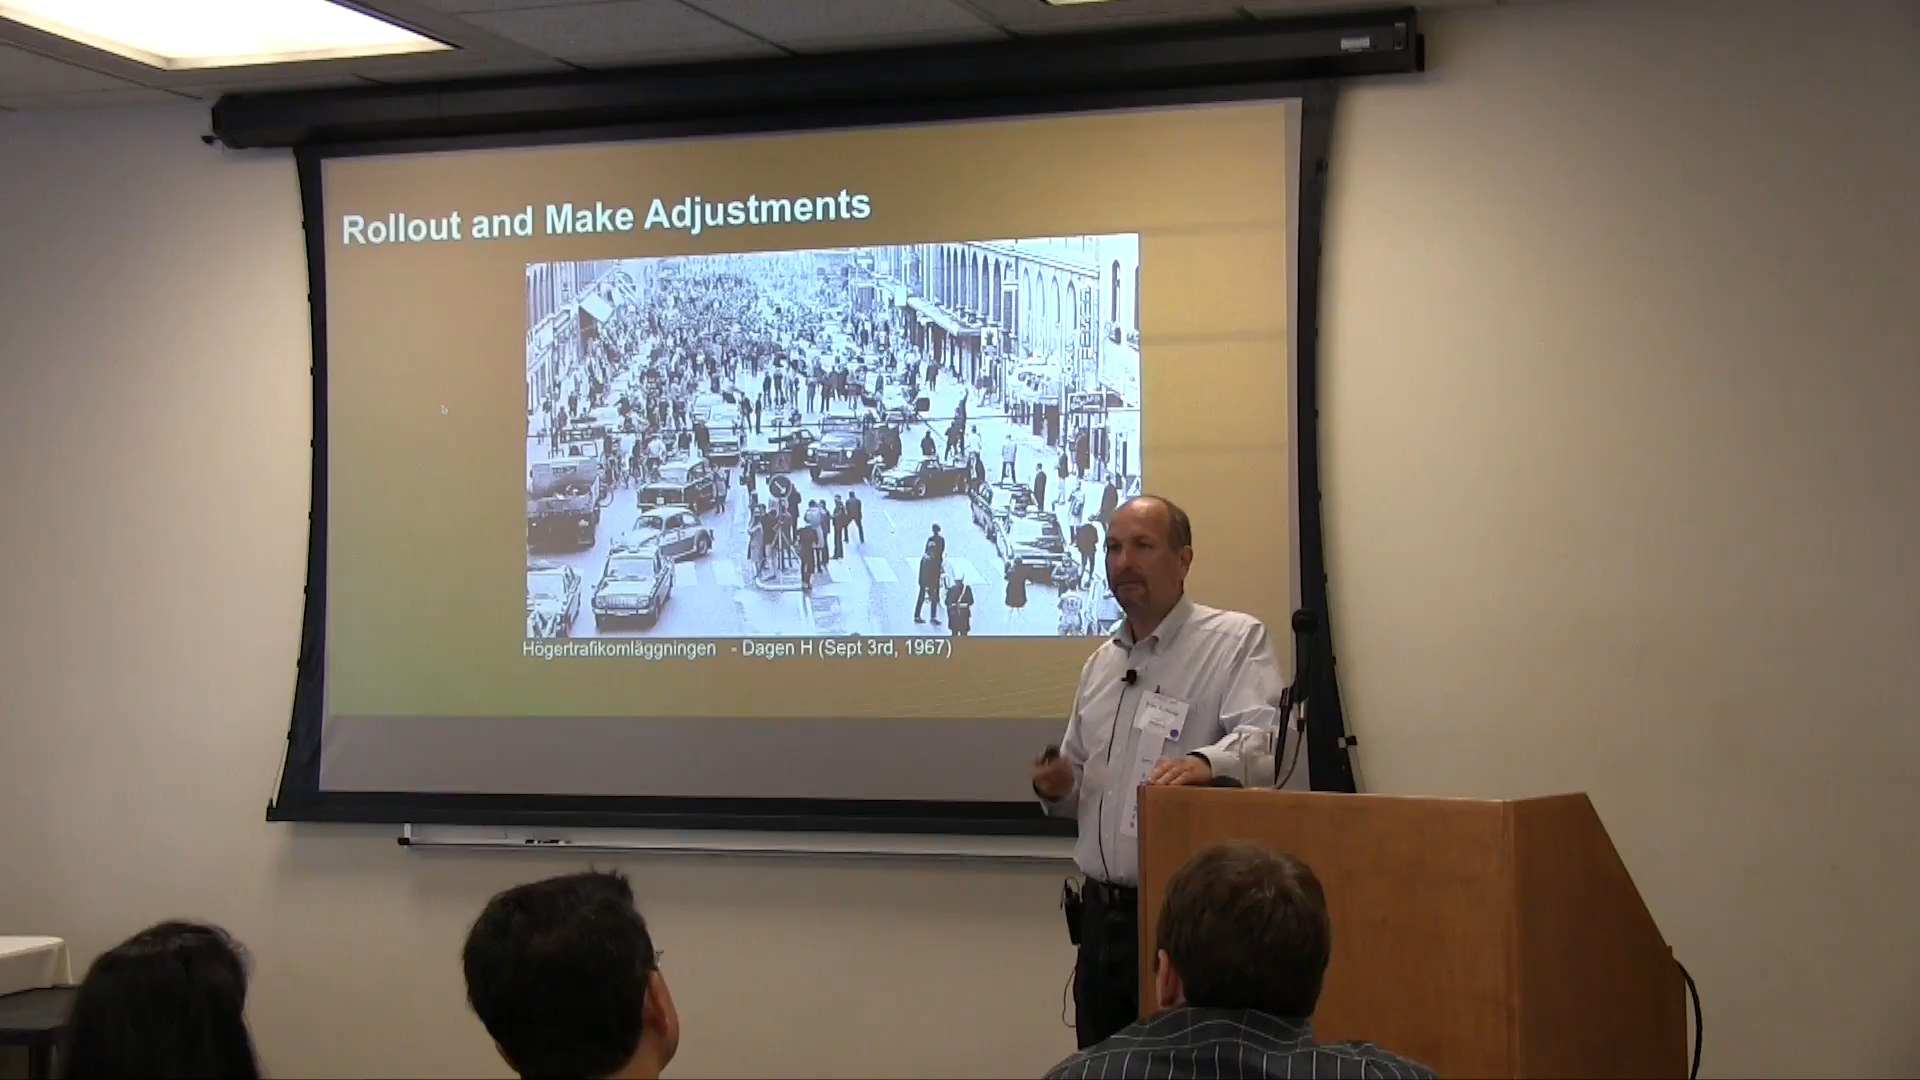 Rollout and Make Adjustments
Högertrafikomläggningen - Dagen H (Sept 3rd, 1967)